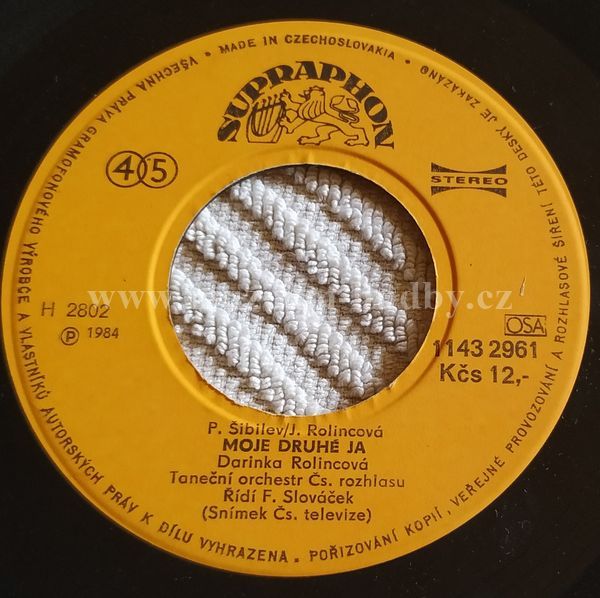 VŠECHNA PRÁVA GRAMOFONOVÉHO VÝROBCE A VLASTNÍKŮ AUTORSKÝCH PRÁV K DÍLU VYHRAZENA. POŘIZOVÁNÍ KOPIÍ, VEŘEJNÉ PROVOZOVÁNÍ A ROZHLASOVÉ ŠÍŘENÍ TÉTO DESKY JE ZAKÁZÁNO • MADE IN CZECHOSLOVAKIA •
SUPRAPHON
45
STEREO
H 2802
Ⓟ 1984
OSA
1143 2961
Kčs 12,-
P. Šibilev/J. Rolincová
MOJE DRUHÉ JA
Darinka Rolincová
Taneční orchestr Čs. rozhlasu
Řídí F. Slováček
(Snímek Čs. televize)